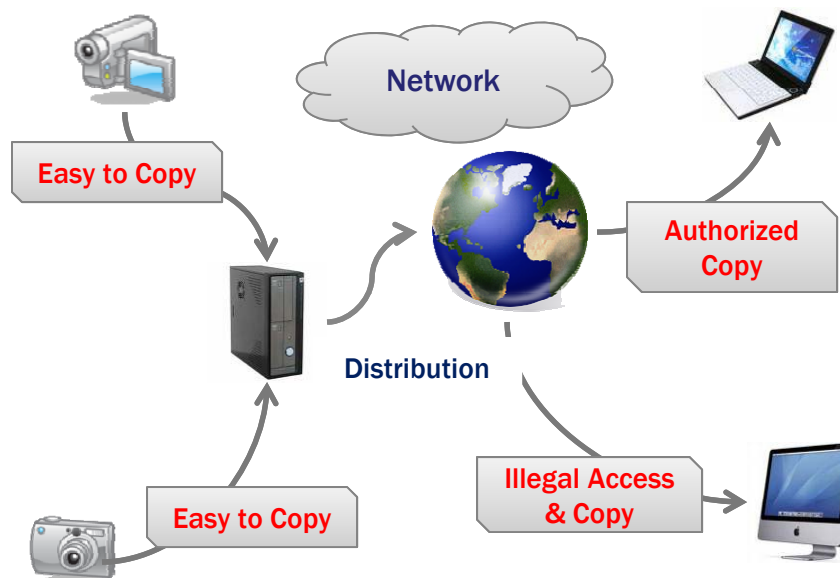 Network
Easy to Copy
Authorized
Copy
Distribution
Illegal Access
& Copy
Easy to Copy